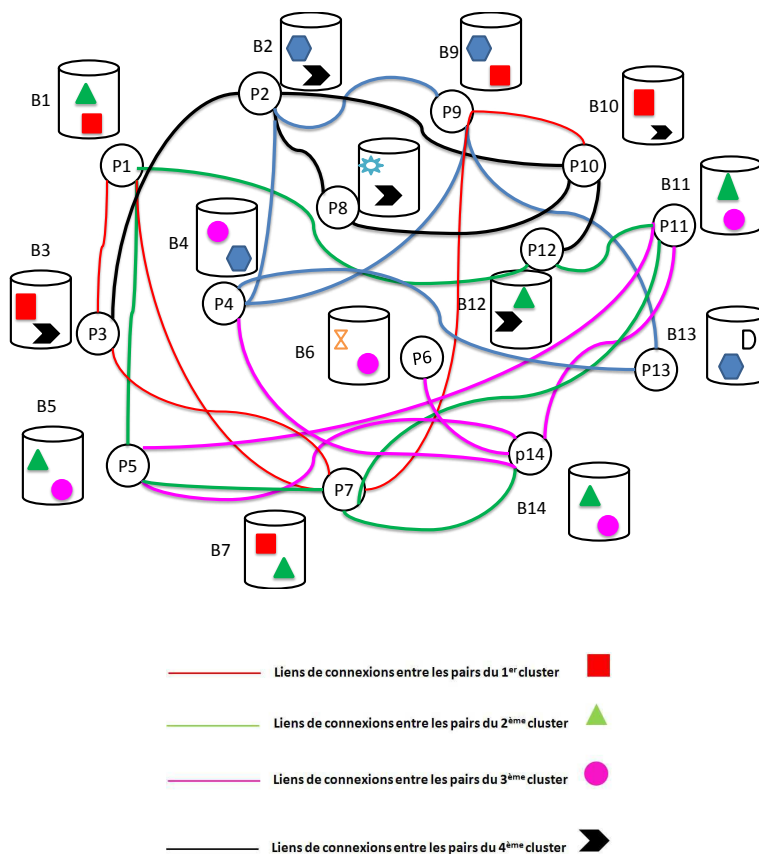 B2
B9
P2
P9
B1
B10
P1
P10
B11
P8
P11
B4
P12
B3
P4
B12
B13
D
P3
B6
P6
P13
B5
P5
p14
P7
B14
B7
Liens de connexions entre les pairs du 1er cluster
Liens de connexions entre les pairs du 2ème cluster
Liens de connexions entre les pairs du 3ème cluster
Liens de connexions entre les pairs du 4ème cluster